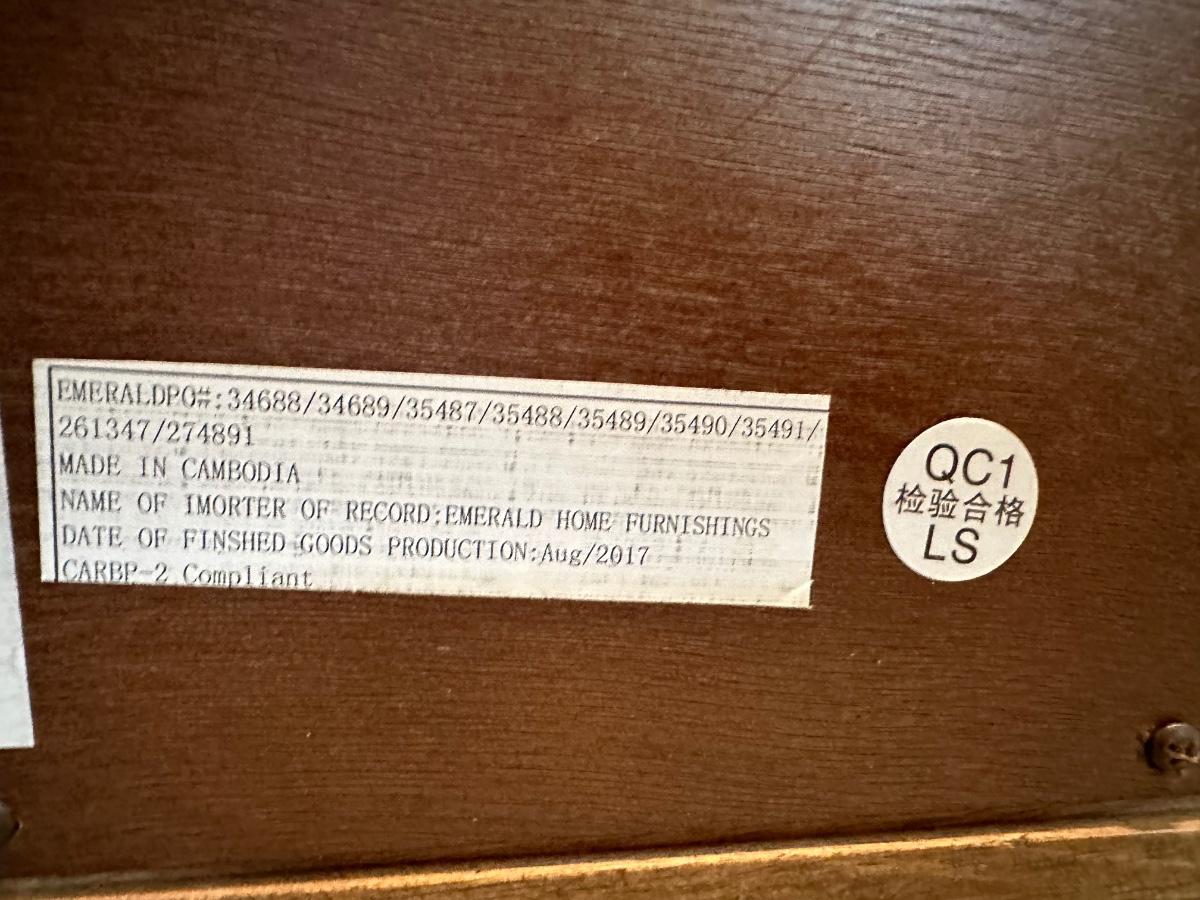 EMERALDPO#:34688/34689/35487/35488/35489/35490/35491/
261347/274891
MADE IN CAMBODIA
NAME OF IMORTER OF RECORD:EMERALD HOME FURNISHINGS
DATE OF FINSHED GOODS PRODUCTION:Aug/2017
CARBP-2 Compliant
QC1
检验合格
LS